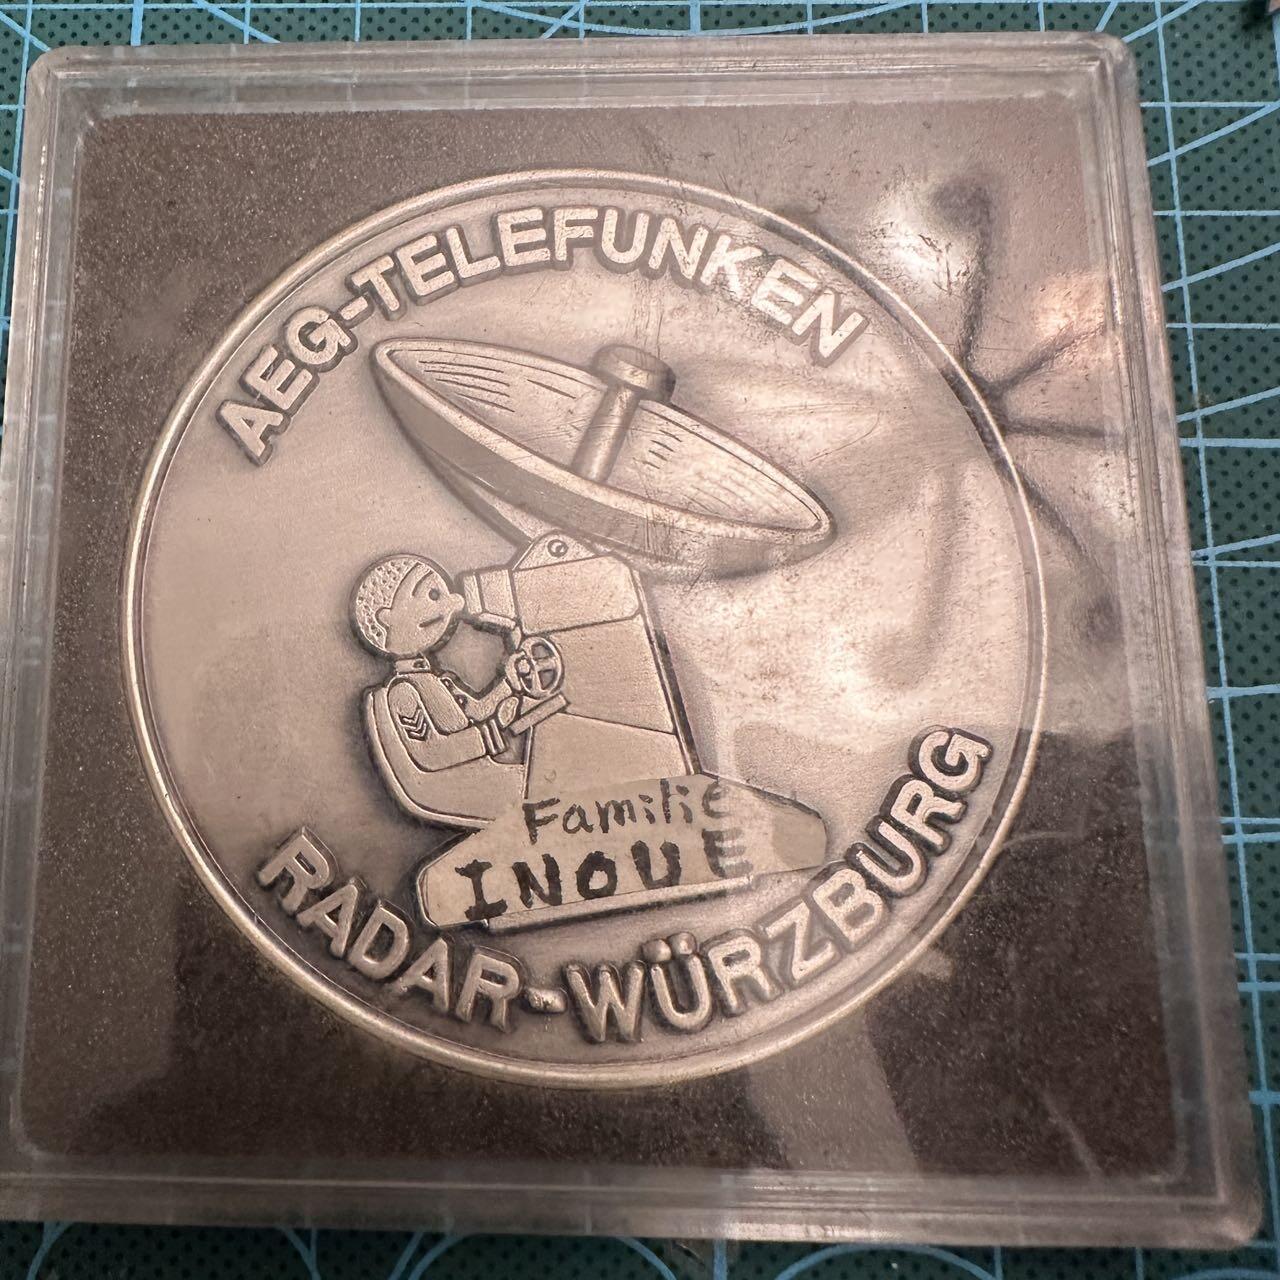 AEG-TELEFUNKEN
Familie
INOUE
RADAR-WÜRZBURG